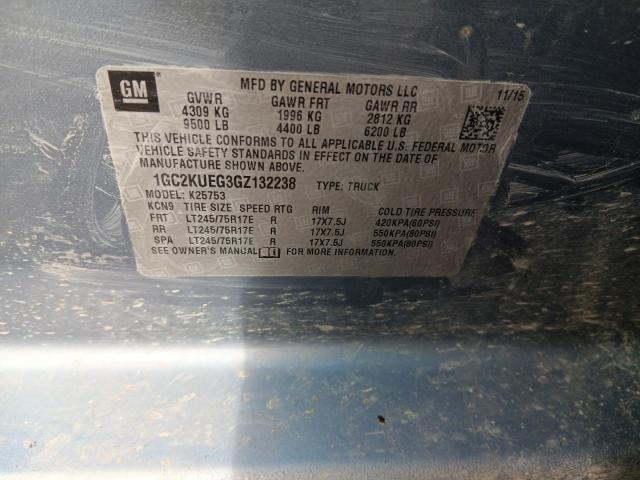 GM
MFD BY GENERAL MOTORS LLC
11/15
GVWR GAWR FRT GAWR RR
4309 KG 1996 KG 2812 KG
9500 LB 4400 LB 6200 LB
THIS VEHICLE CONFORMS TO ALL APPLICABLE U.S. FEDERAL MOTOR
VEHICLE SAFETY STANDARDS IN EFFECT ON THE DATE OF
MANUFACTURE SHOWN ABOVE.
1GC2KUEG3GZ132238 TYPE: TRUCK
MODEL: K25753
KCN9 TIRE SIZE SPEED RTG RIM COLD TIRE PRESSURE
FRT LT245/75R17E R 17X7.5J 420KPA(60PSI)
RR LT245/75R17E R 17X7.5J 550KPA(80PSI)
SPA LT245/75R17E R 17X7.5J 550KPA(80PSI)
SEE OWNER'S MANUAL FOR MORE INFORMATION.